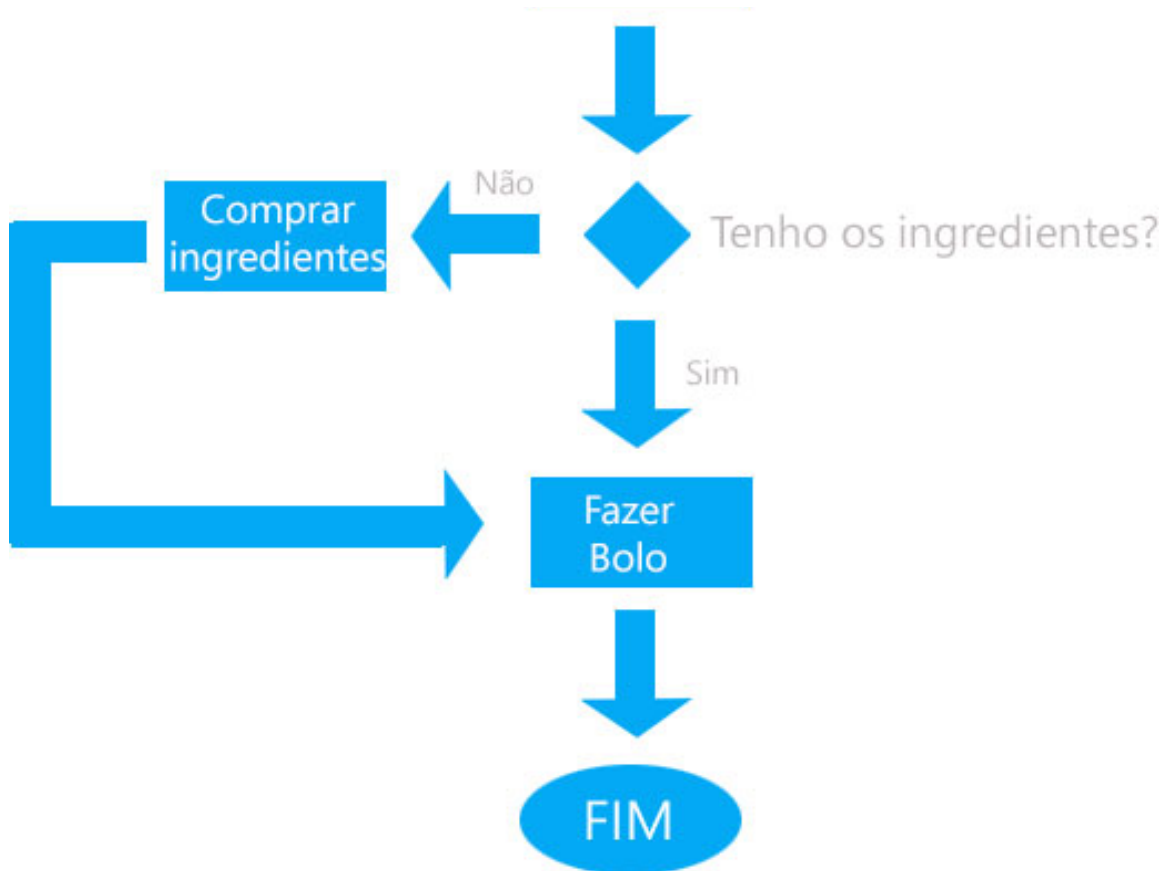 Não
Comprar
ingredientes
Tenho os ingredientes?
Sim
Fazer
Bolo
FIM